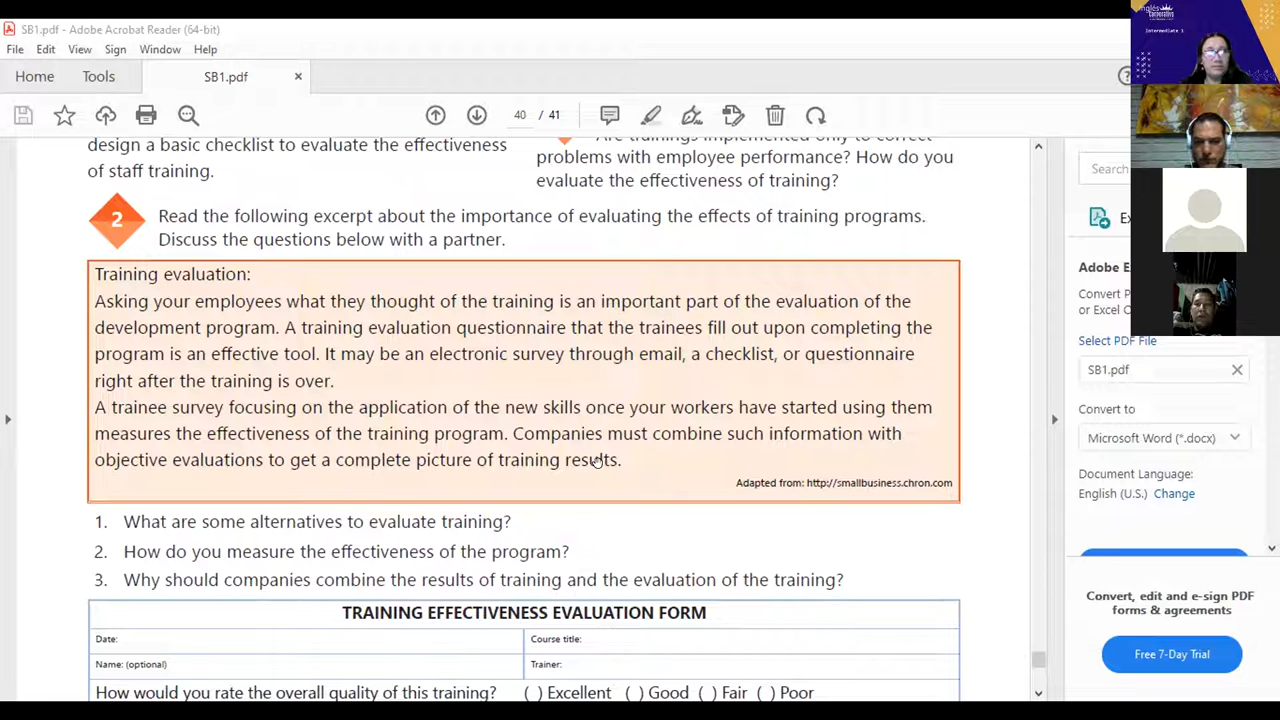 SB1.pdf - Adobe Acrobat Reader (64-bit)
File Edit View Sign Window Help
Home Tools SB1.pdf ×
40 / 41
design a basic checklist to evaluate the effectiveness
of staff training.
Are trainings implemented only to correct
problems with employee performance? How do you
evaluate the effectiveness of training?
2
Read the following excerpt about the importance of evaluating the effects of training programs.
Discuss the questions below with a partner.
Training evaluation:
Asking your employees what they thought of the training is an important part of the evaluation of the
development program. A training evaluation questionnaire that the trainees fill out upon completing the
program is an effective tool. It may be an electronic survey through email, a checklist, or questionnaire
right after the training is over.
A trainee survey focusing on the application of the new skills once your workers have started using them
measures the effectiveness of the training program. Companies must combine such information with
objective evaluations to get a complete picture of training results.
Adapted from: http://smallbusiness.chron.com
1. What are some alternatives to evaluate training?
2. How do you measure the effectiveness of the program?
3. Why should companies combine the results of training and the evaluation of the training?
TRAINING EFFECTIVENESS EVALUATION FORM
Date: Course title:
Name: (optional) Trainer:
How would you rate the overall quality of this training? ( ) Excellent ( ) Good ( ) Fair ( ) Poor
Search
Ex
Adobe E
Convert P
or Excel C
Select PDF File
SB1.pdf
Convert to
Microsoft Word (*.docx)
Document Language:
English (U.S.) Change
Convert, edit and e-sign PDF
forms & agreements
Free 7-Day Trial
Inglés
Corporativo
Intermediate 1